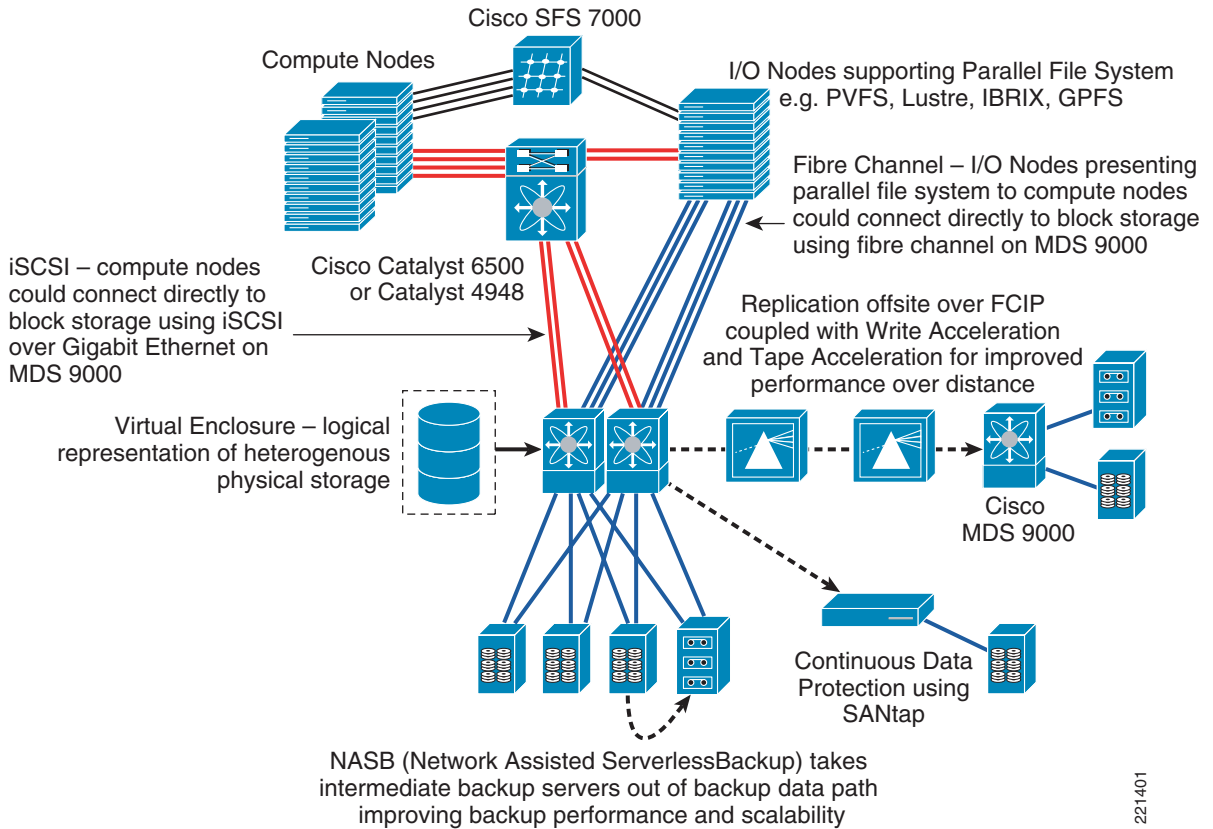 Cisco SFS 7000
Compute Nodes
I/O Nodes supporting Parallel File System
e.g. PVFS, Lustre, IBRIX, GPFS
Fibre Channel – I/O Nodes presenting
parallel file system to compute nodes
could connect directly to block storage
using fibre channel on MDS 9000
Cisco Catalyst 6500
or Catalyst 4948
iSCSI – compute nodes
could connect directly to
block storage using iSCSI
over Gigabit Ethernet on
MDS 9000
Replication offsite over FCIP
coupled with Write Acceleration
and Tape Acceleration for improved
performance over distance
Virtual Enclosure – logical
representation of heterogenous
physical storage
Cisco
MDS 9000
Continuous Data
Protection using
SANtap
NASB (Network Assisted ServerlessBackup) takes
intermediate backup servers out of backup data path
improving backup performance and scalability
221401